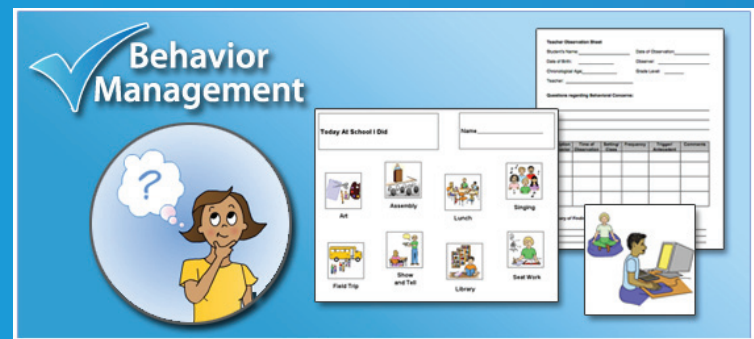 Behavior
Management
?
Today At School I Did
Name
Art
Assembly
Lunch
Singing
Field Trip
Show
and Tell
Library
Seat Work
Teacher Observation Sheet
Student's Name: Date of Observation:
Date of Birth: Observer:
Chronological Age: Grade Level:
Teacher:
Questions regarding Behavioral Concerns:
Time of
Observation
Setting/
Class
Frequency
Trigger/
Antecedent
Comments